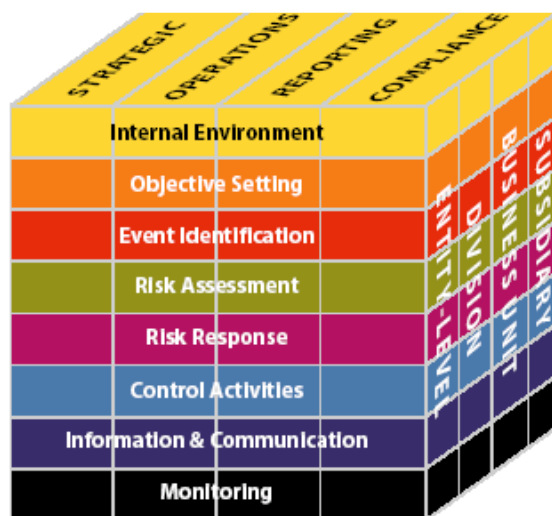 STRATEGIC
OPERATIONS
REPORTING
COMPLIANCE
Internal Environment
Objective Setting
Event Identification
Risk Assessment
Risk Response
Control Activities
Information & Communication
Monitoring
ENTITY-LEVEL
DIVISION
BUSINESS UNIT
SUBSIDIARY